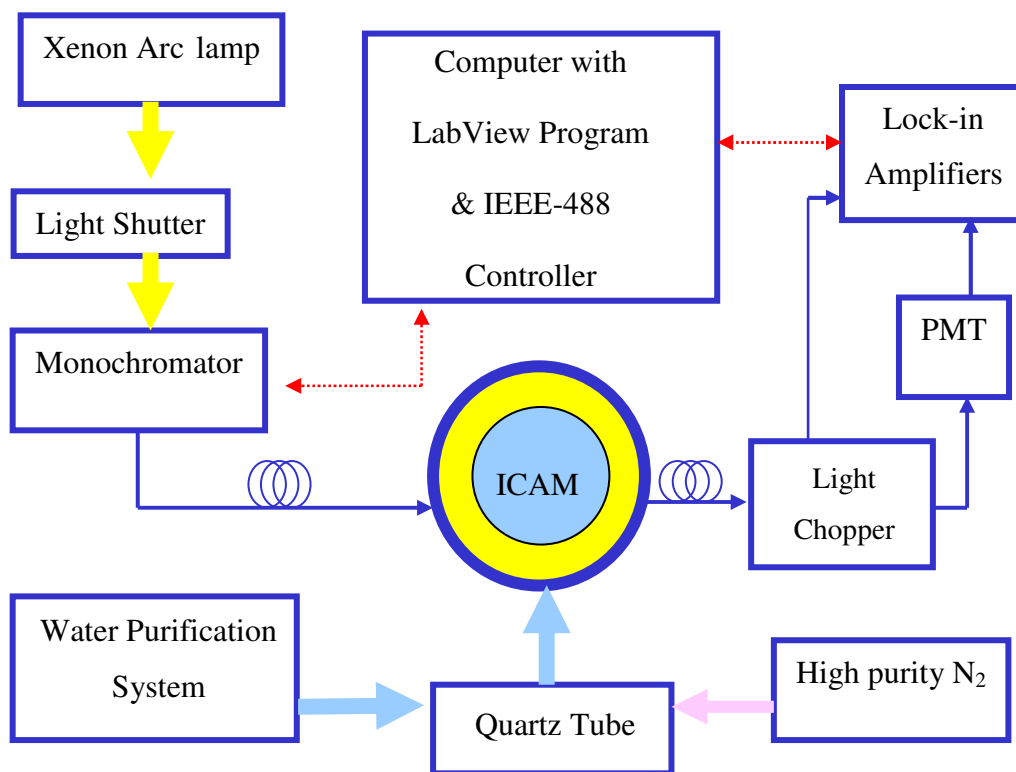 Xenon Arc lamp
Computer with
LabView Program
& IEEE-488
Controller
Lock-in
Amplifiers
Light Shutter
Monochromator
PMT
ICAM
Light
Chopper
Water Purification
System
Quartz Tube
High purity N₂